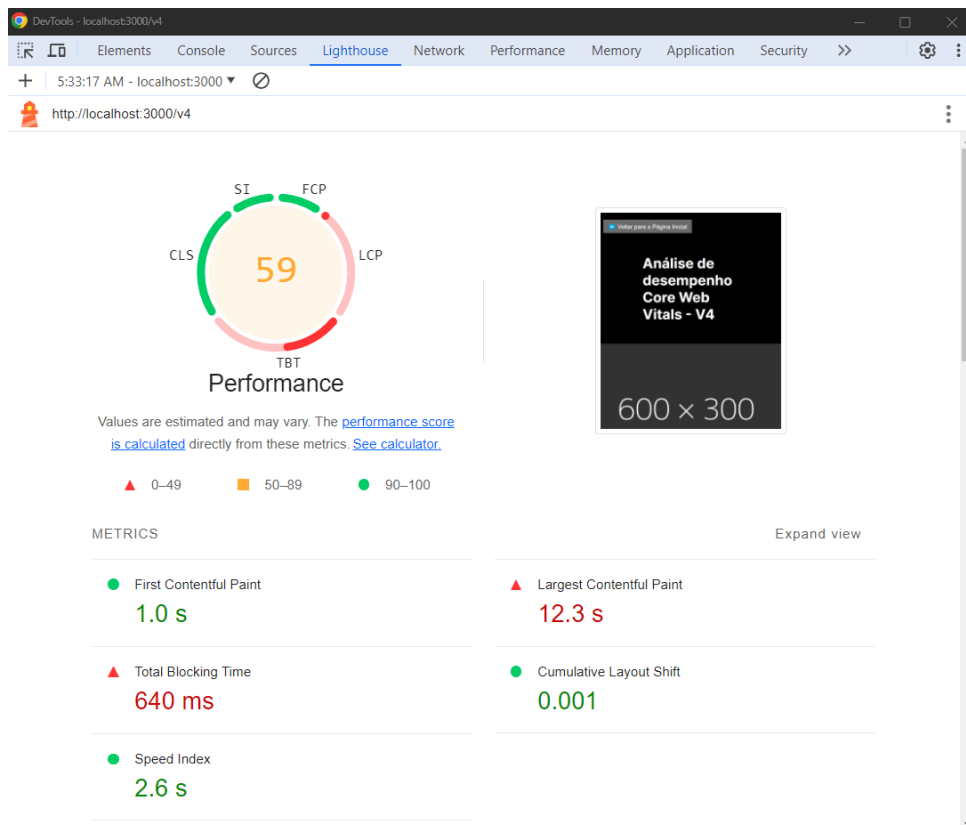 DevTools - localhost:3000/v4
Elements Console Sources Lighthouse Network Performance Memory Application Security
5:33:17 AM - localhost:3000
http://localhost:3000/v4
SI FCP
CLS LCP
59
TBT
Performance
Values are estimated and may vary. The performance score
is calculated directly from these metrics. See calculator.
0–49 50–89 90–100
Voltar para a Página Inicial
Análise de
desempenho
Core Web
Vitals - V4
600 × 300
METRICS Expand view
First Contentful Paint
1.0 s
Largest Contentful Paint
12.3 s
Total Blocking Time
640 ms
Cumulative Layout Shift
0.001
Speed Index
2.6 s